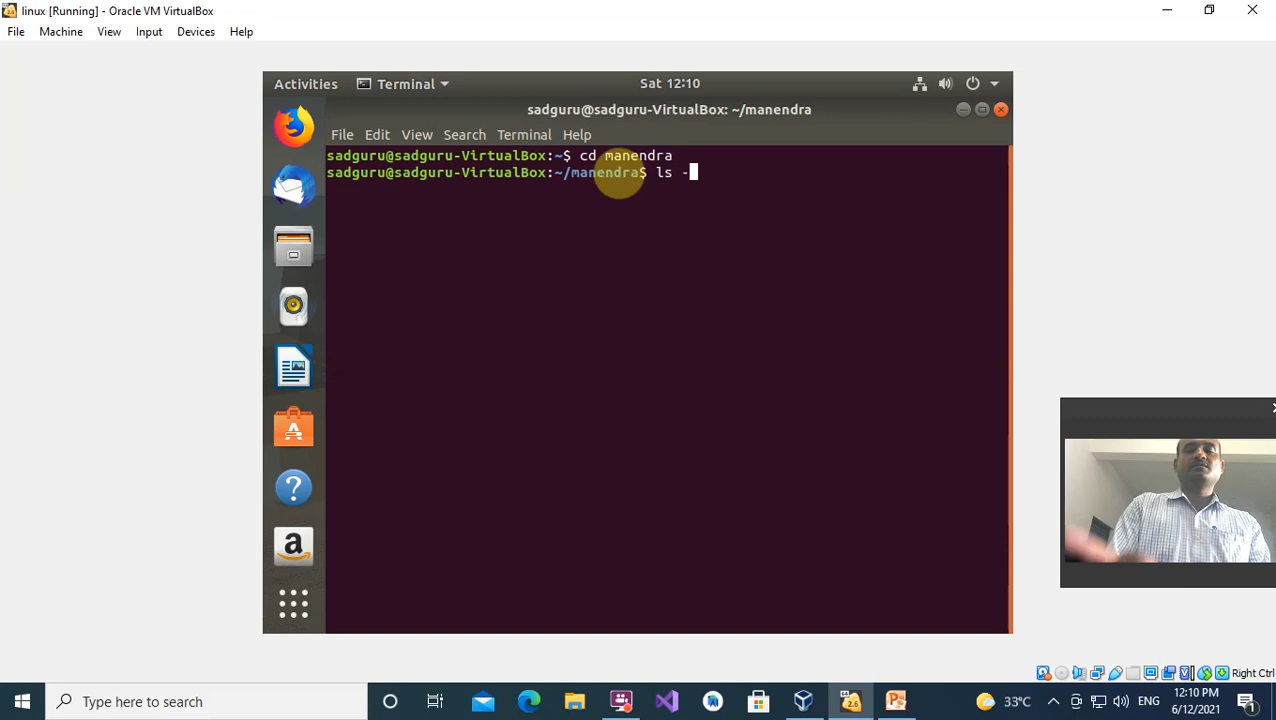 linux [Running] - Oracle VM VirtualBox
File Machine View Input Devices Help
Activities Terminal Sat 12:10
sadguru@sadguru-VirtualBox: ~/manendra
File Edit View Search Terminal Help
sadguru@sadguru-VirtualBox:~$ cd manendra
sadguru@sadguru-VirtualBox:~/manendra$ ls -
Right Ctrl
Type here to search
33°C
ENG
12:10 PM
6/12/2021